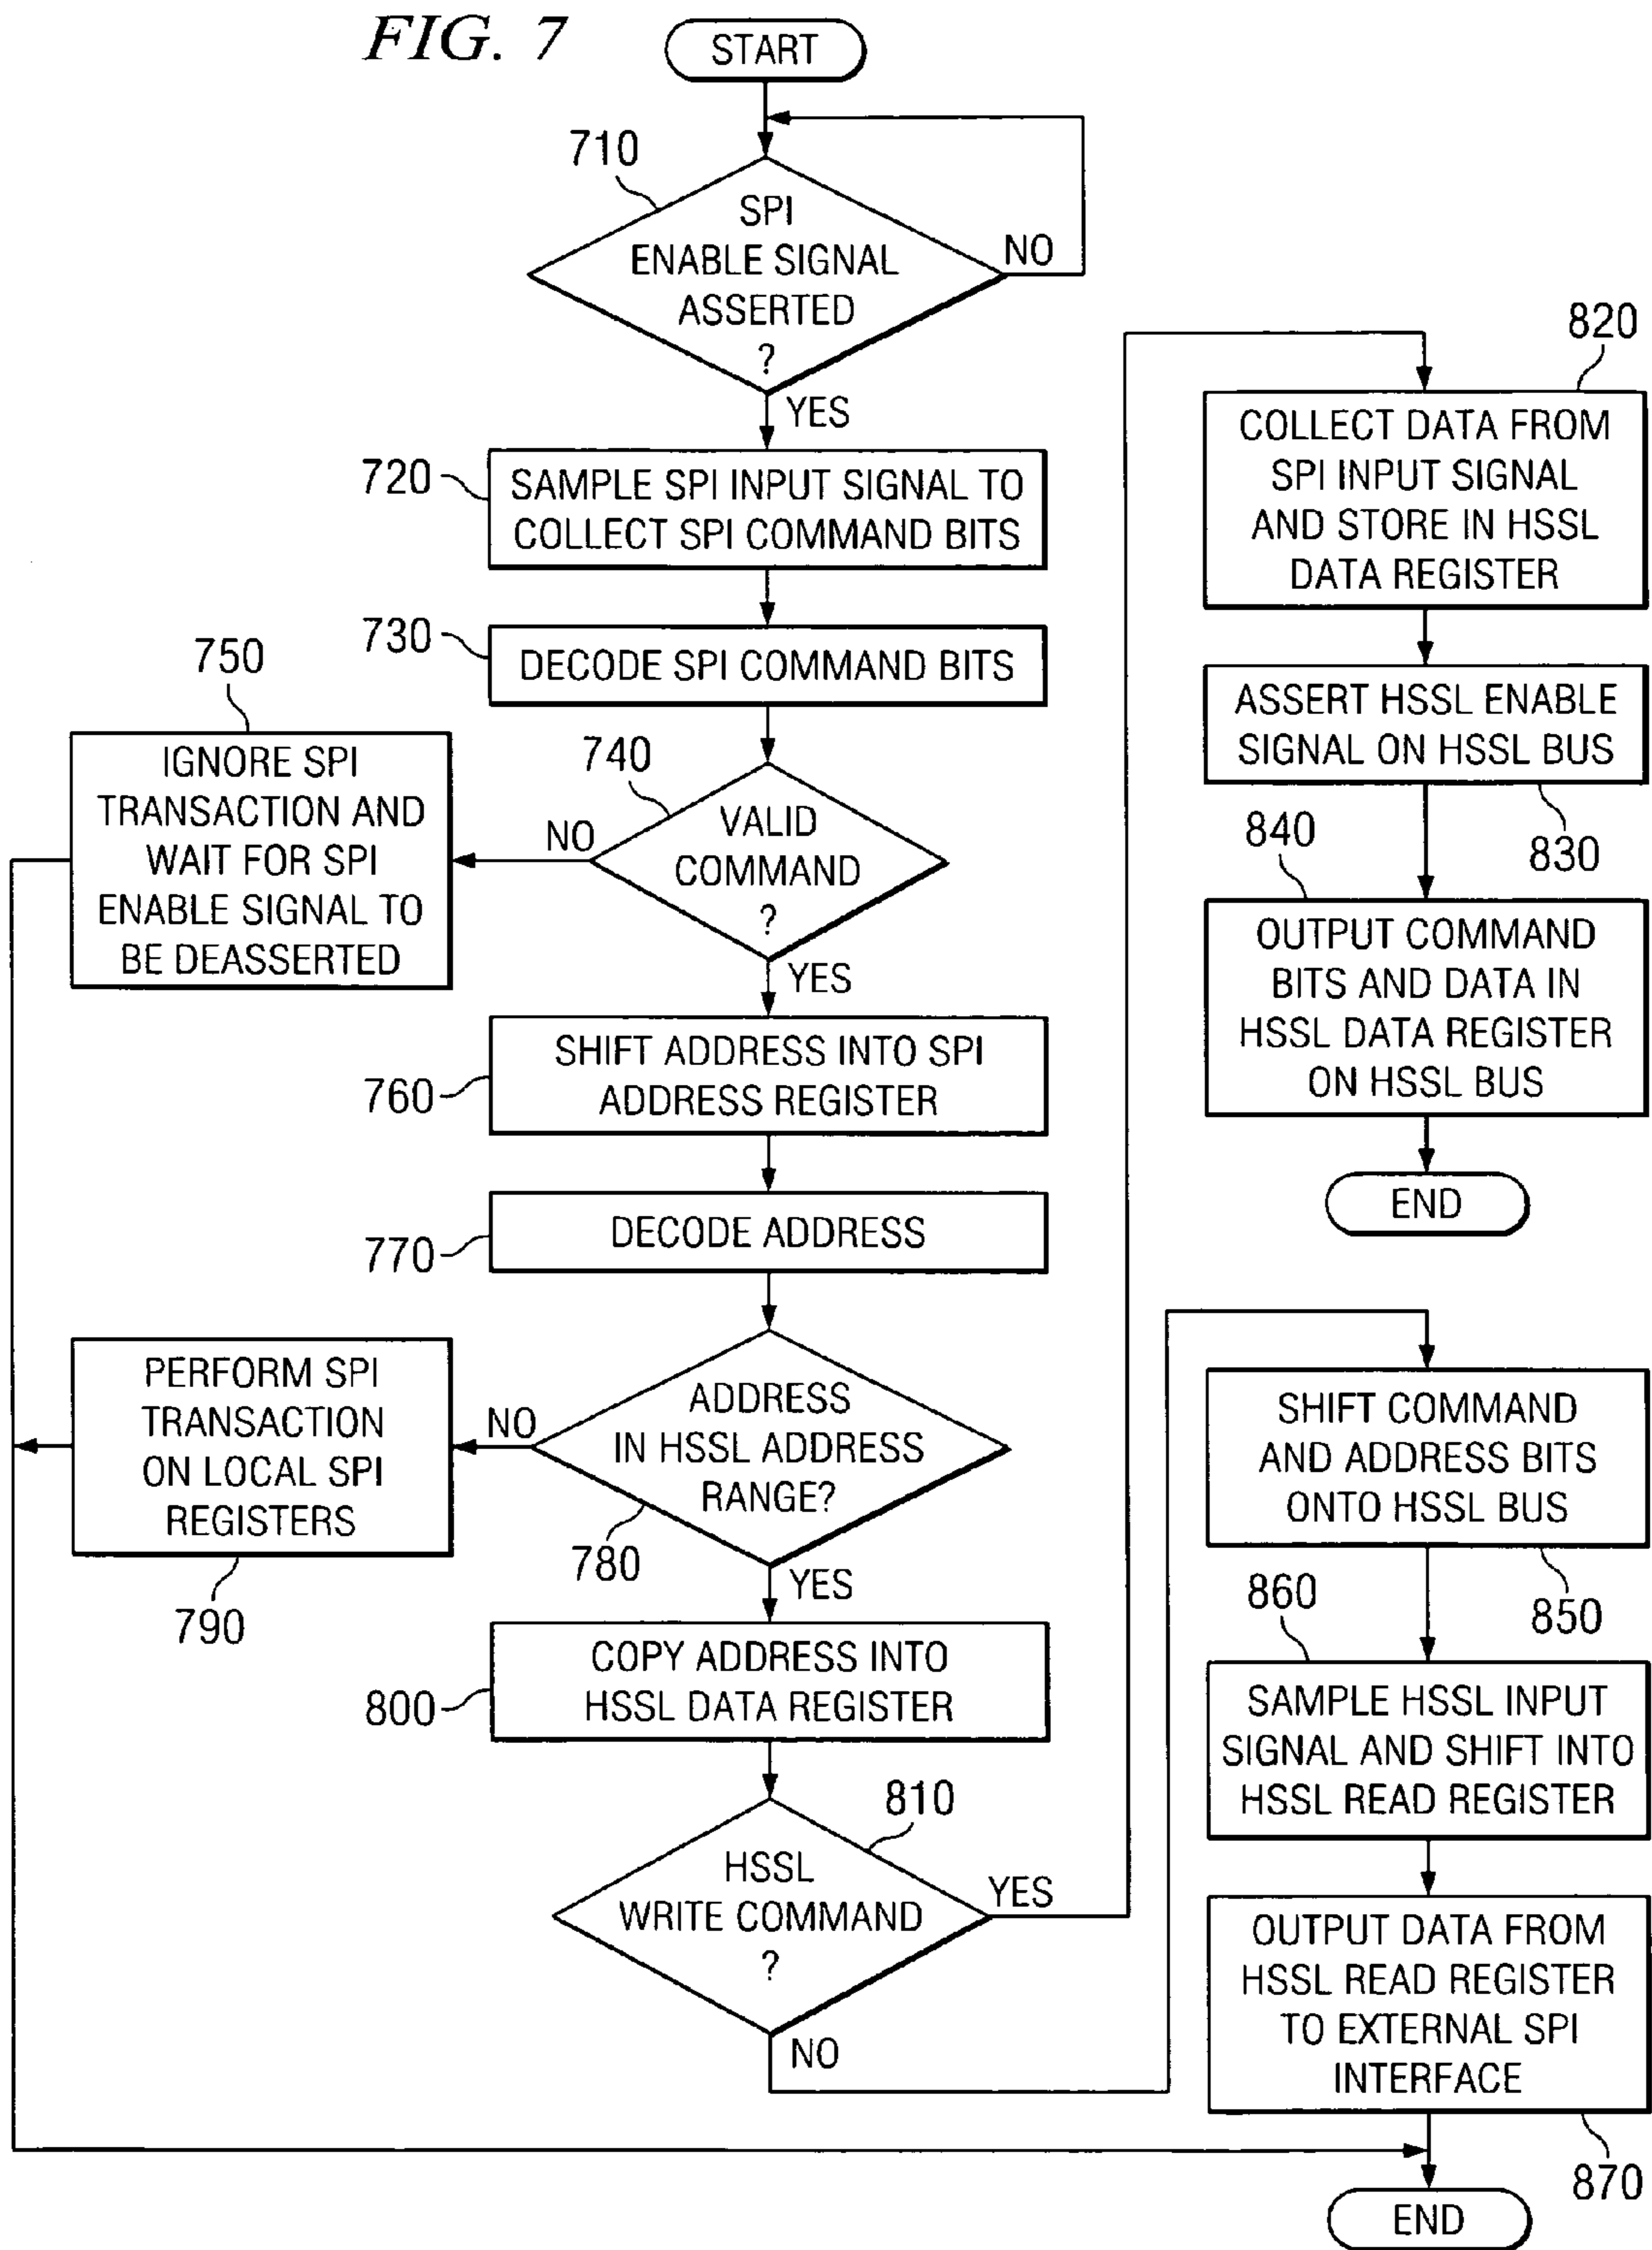 FIG. 7
START
710
SPI
ENABLE SIGNAL
ASSERTED
?
NO
YES
720
SAMPLE SPI INPUT SIGNAL TO
COLLECT SPI COMMAND BITS
730
DECODE SPI COMMAND BITS
740
VALID
COMMAND
?
NO
YES
750
IGNORE SPI
TRANSACTION AND
WAIT FOR SPI
ENABLE SIGNAL TO
BE DEASSERTED
760
SHIFT ADDRESS INTO SPI
ADDRESS REGISTER
770
DECODE ADDRESS
ADDRESS
IN HSSL ADDRESS
RANGE?
780
NO
YES
PERFORM SPI
TRANSACTION
ON LOCAL SPI
REGISTERS
790
800
COPY ADDRESS INTO
HSSL DATA REGISTER
810
HSSL
WRITE COMMAND
?
YES
NO
820
COLLECT DATA FROM
SPI INPUT SIGNAL
AND STORE IN HSSL
DATA REGISTER
ASSERT HSSL ENABLE
SIGNAL ON HSSL BUS
830
840
OUTPUT COMMAND
BITS AND DATA IN
HSSL DATA REGISTER
ON HSSL BUS
END
SHIFT COMMAND
AND ADDRESS BITS
ONTO HSSL BUS
850
860
SAMPLE HSSL INPUT
SIGNAL AND SHIFT INTO
HSSL READ REGISTER
OUTPUT DATA FROM
HSSL READ REGISTER
TO EXTERNAL SPI
INTERFACE
870
END